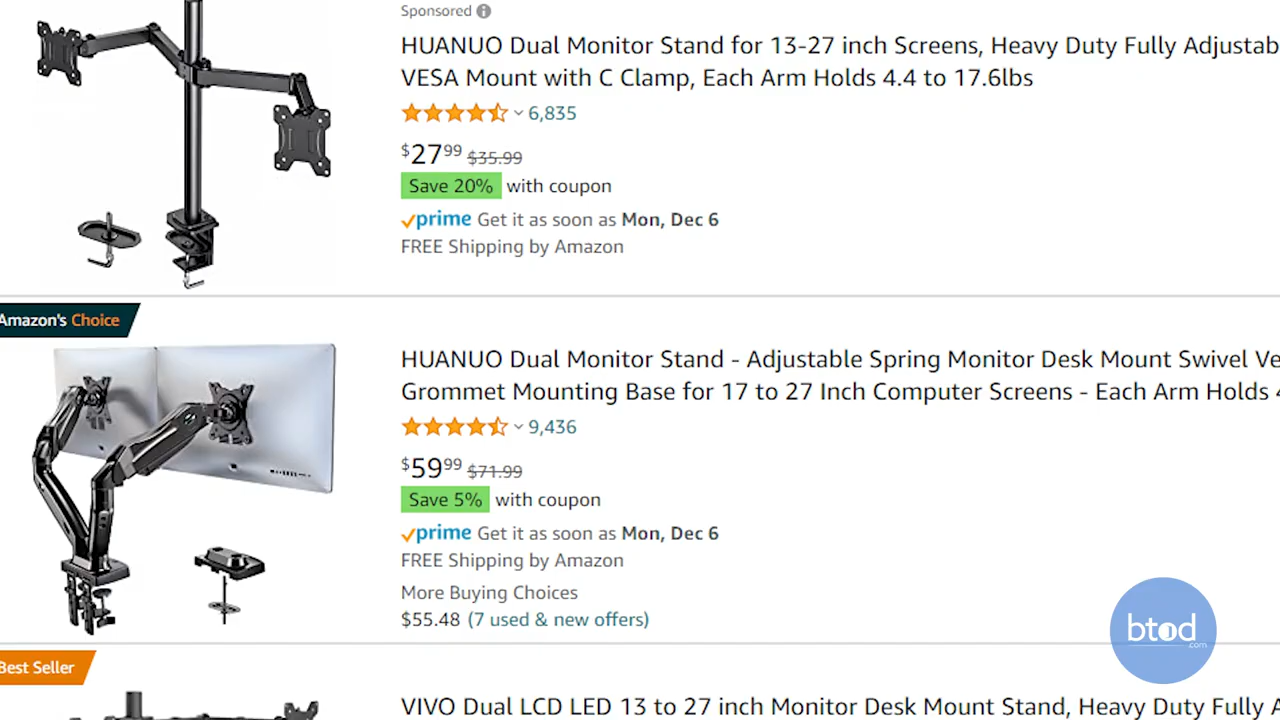 Sponsored
HUANUO Dual Monitor Stand for 13-27 inch Screens, Heavy Duty Fully Adjustab
VESA Mount with C Clamp, Each Arm Holds 4.4 to 17.6lbs
6,835
$27.99 $35.99
Save 20% with coupon
prime Get it as soon as Mon, Dec 6
FREE Shipping by Amazon
Amazon's Choice
HUANUO Dual Monitor Stand - Adjustable Spring Monitor Desk Mount Swivel Ve
Grommet Mounting Base for 17 to 27 Inch Computer Screens - Each Arm Holds 4
9,436
$59.99 $71.99
Save 5% with coupon
prime Get it as soon as Mon, Dec 6
FREE Shipping by Amazon
More Buying Choices
$55.48 (7 used & new offers)
btod
.com
Best Seller
VIVO Dual LCD LED 13 to 27 inch Monitor Desk Mount Stand, Heavy Duty Fully A